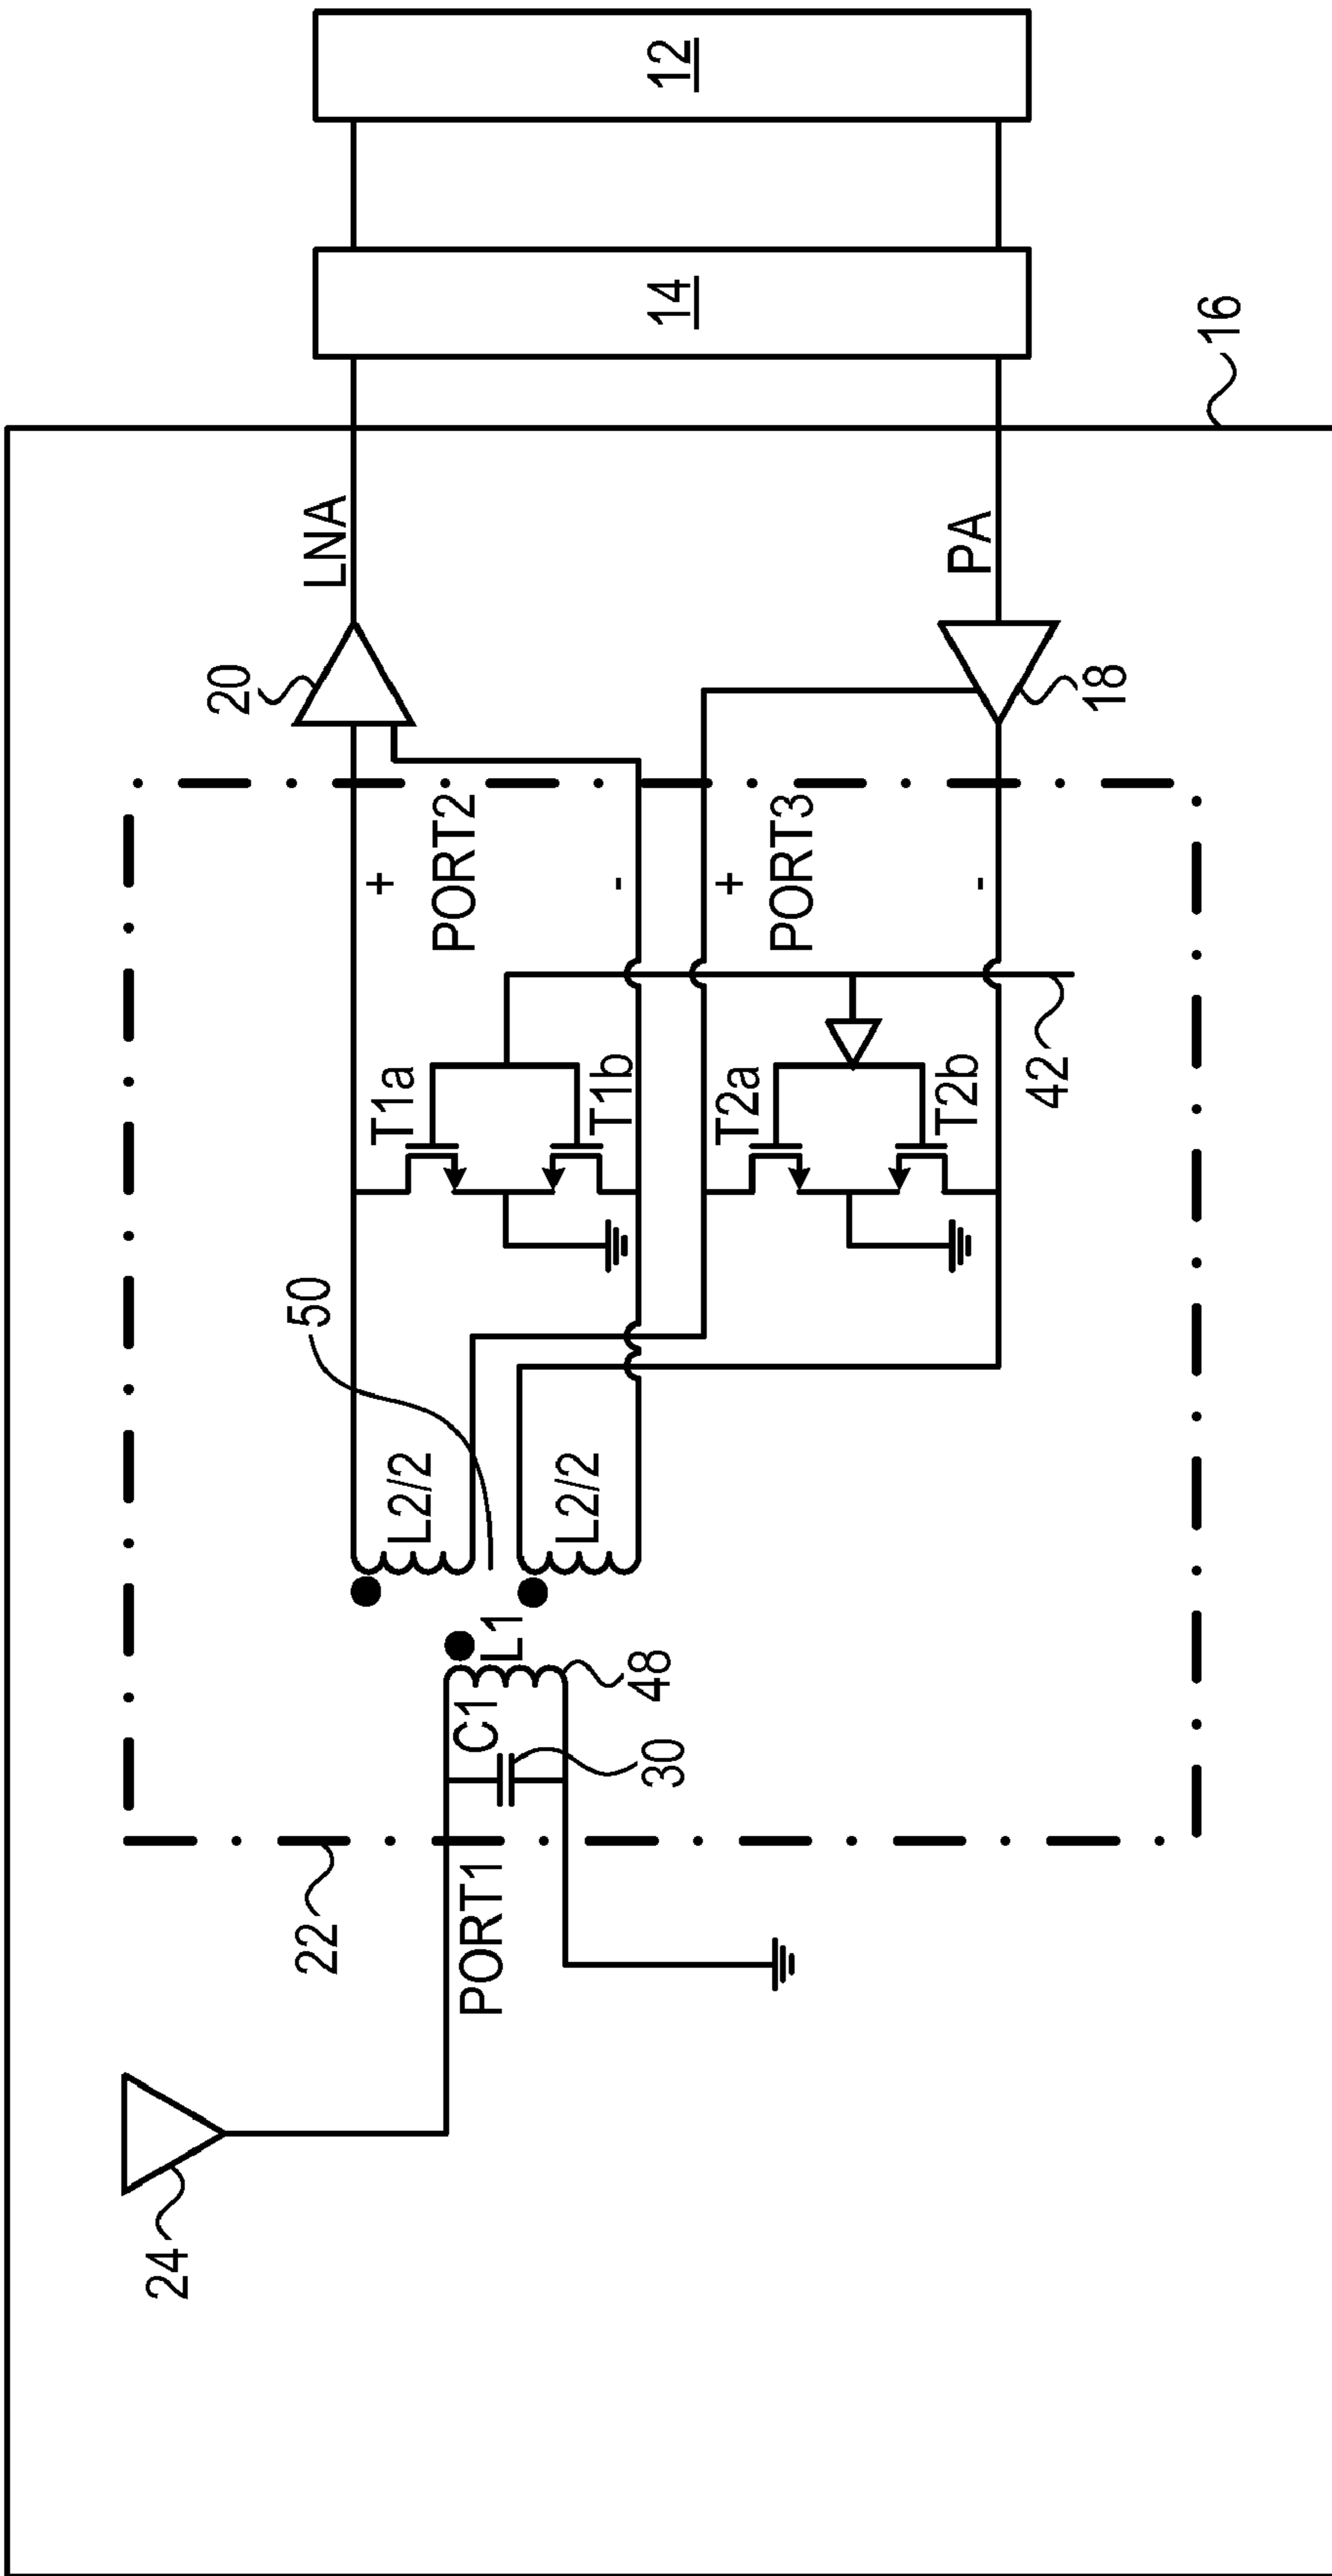 24
22
PORT1
C1
L1
30
48
50
L2/2
L2/2
T1a
T1b
T2a
T2b
42
+
PORT2
-
+
PORT3
-
20
LNA
18
PA
16
14
12